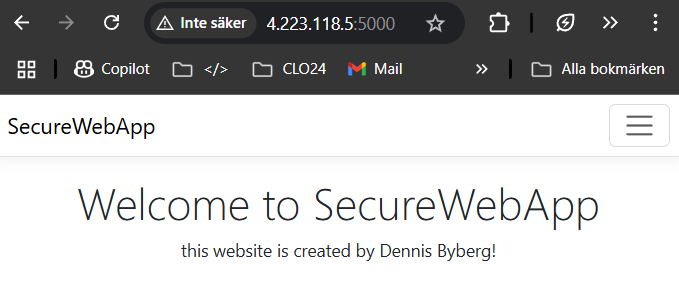 Inte säker 4.223.118.5:5000
Copilot </> CLO24 Mail Alla bokmärken
SecureWebApp
Welcome to SecureWebApp
this website is created by Dennis Byberg!